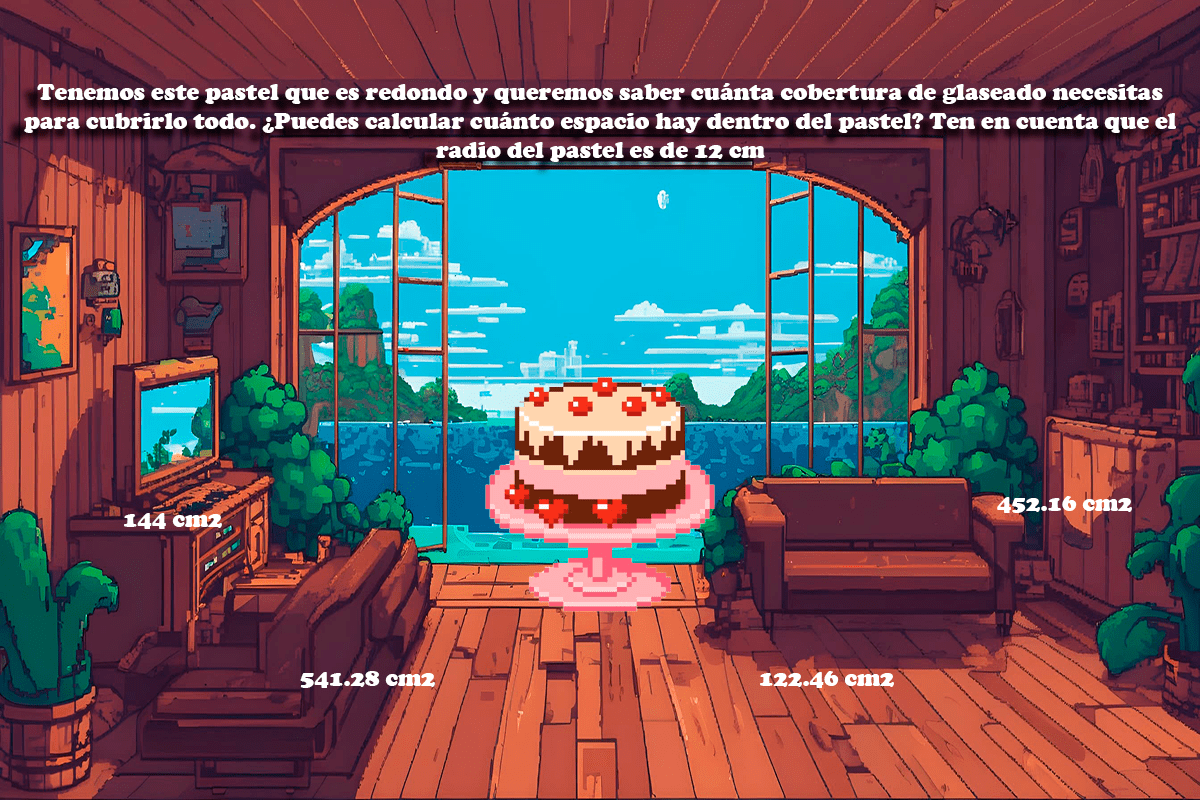 Tenemos este pastel que es redondo y queremos saber cuánta cobertura de glaseado necesitas
para cubrirlo todo. ¿Puedes calcular cuánto espacio hay dentro del pastel? Ten en cuenta que el
radio del pastel es de 12 cm
144 cm2
452.16 cm2
541.28 cm2
122.46 cm2